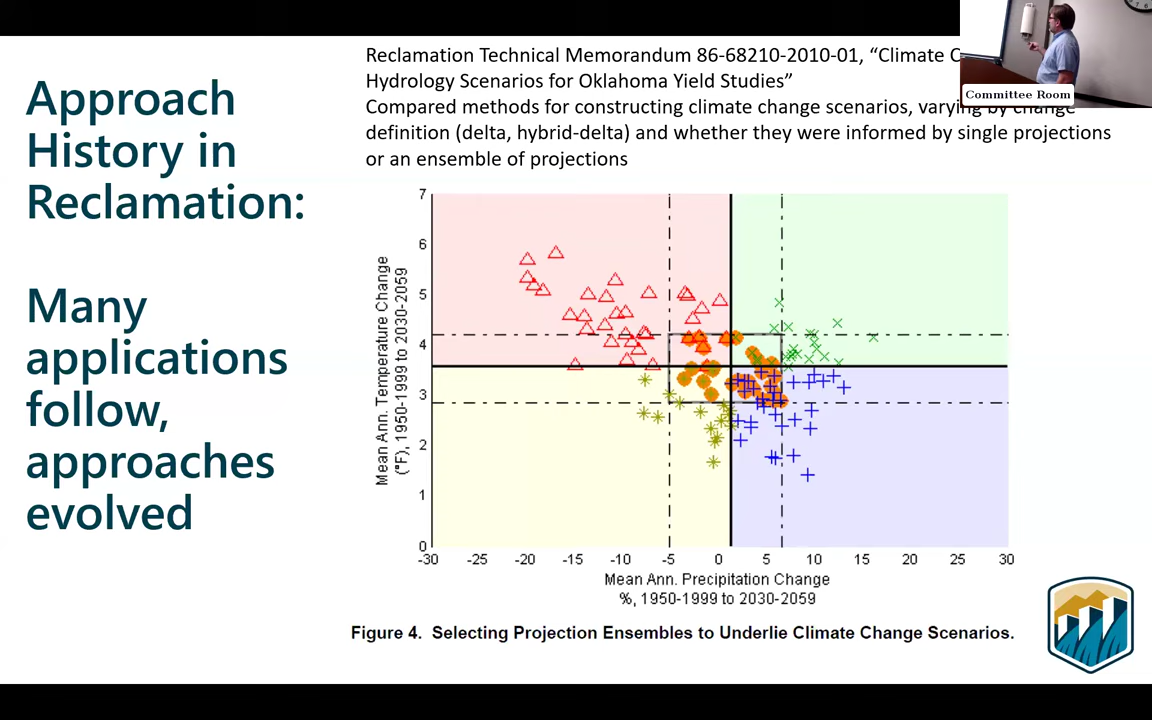 Approach
History in
Reclamation:
Many
applications
follow,
approaches
evolved
Reclamation Technical Memorandum 86-68210-2010-01, “Climate C
Hydrology Scenarios for Oklahoma Yield Studies”
Compared methods for constructing climate change scenarios, varying by change
definition (delta, hybrid-delta) and whether they were informed by single projections
or an ensemble of projections
Committee Room
Mean Ann. Temperature Change
(°F), 1950-1999 to 2030-2059
7
6
5
4
3
2
1
0
-30 -25 -20 -15 -10 -5 0 5 10 15 20 25 30
Mean Ann. Precipitation Change
%, 1950-1999 to 2030-2059
Figure 4. Selecting Projection Ensembles to Underlie Climate Change Scenarios.